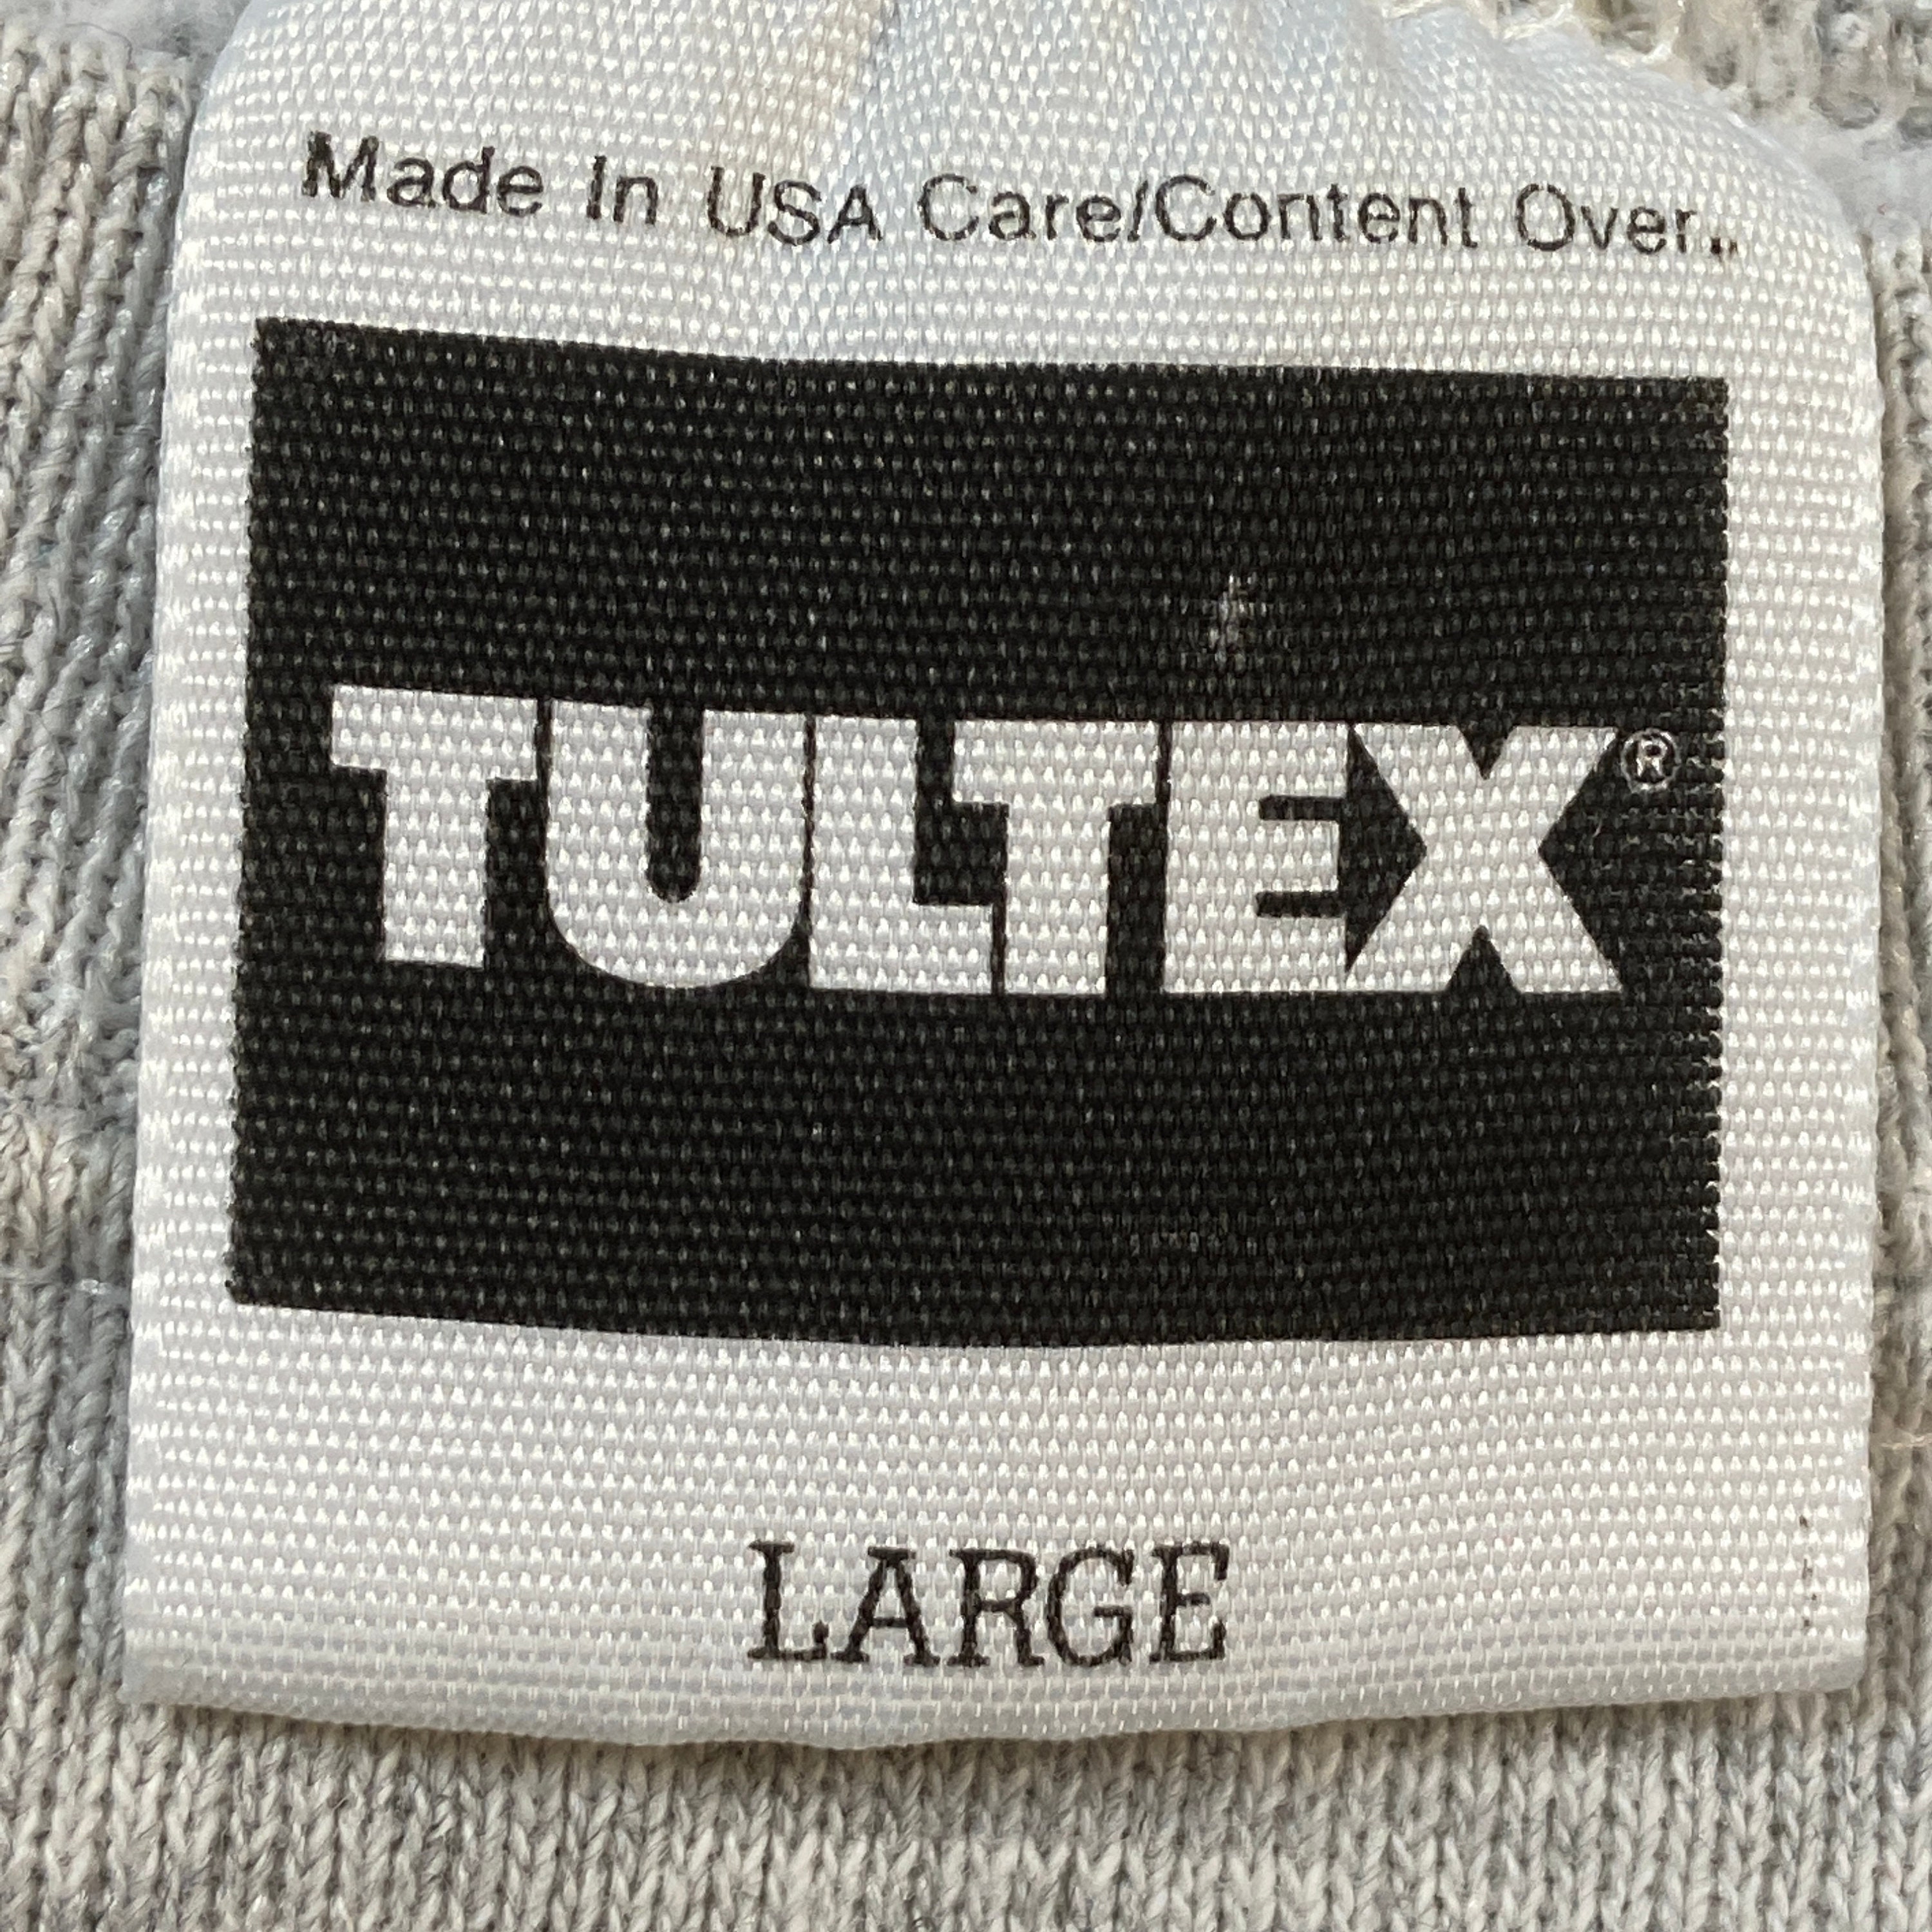 Made In USA Care/Content Over..
TULTEX®
LARGE